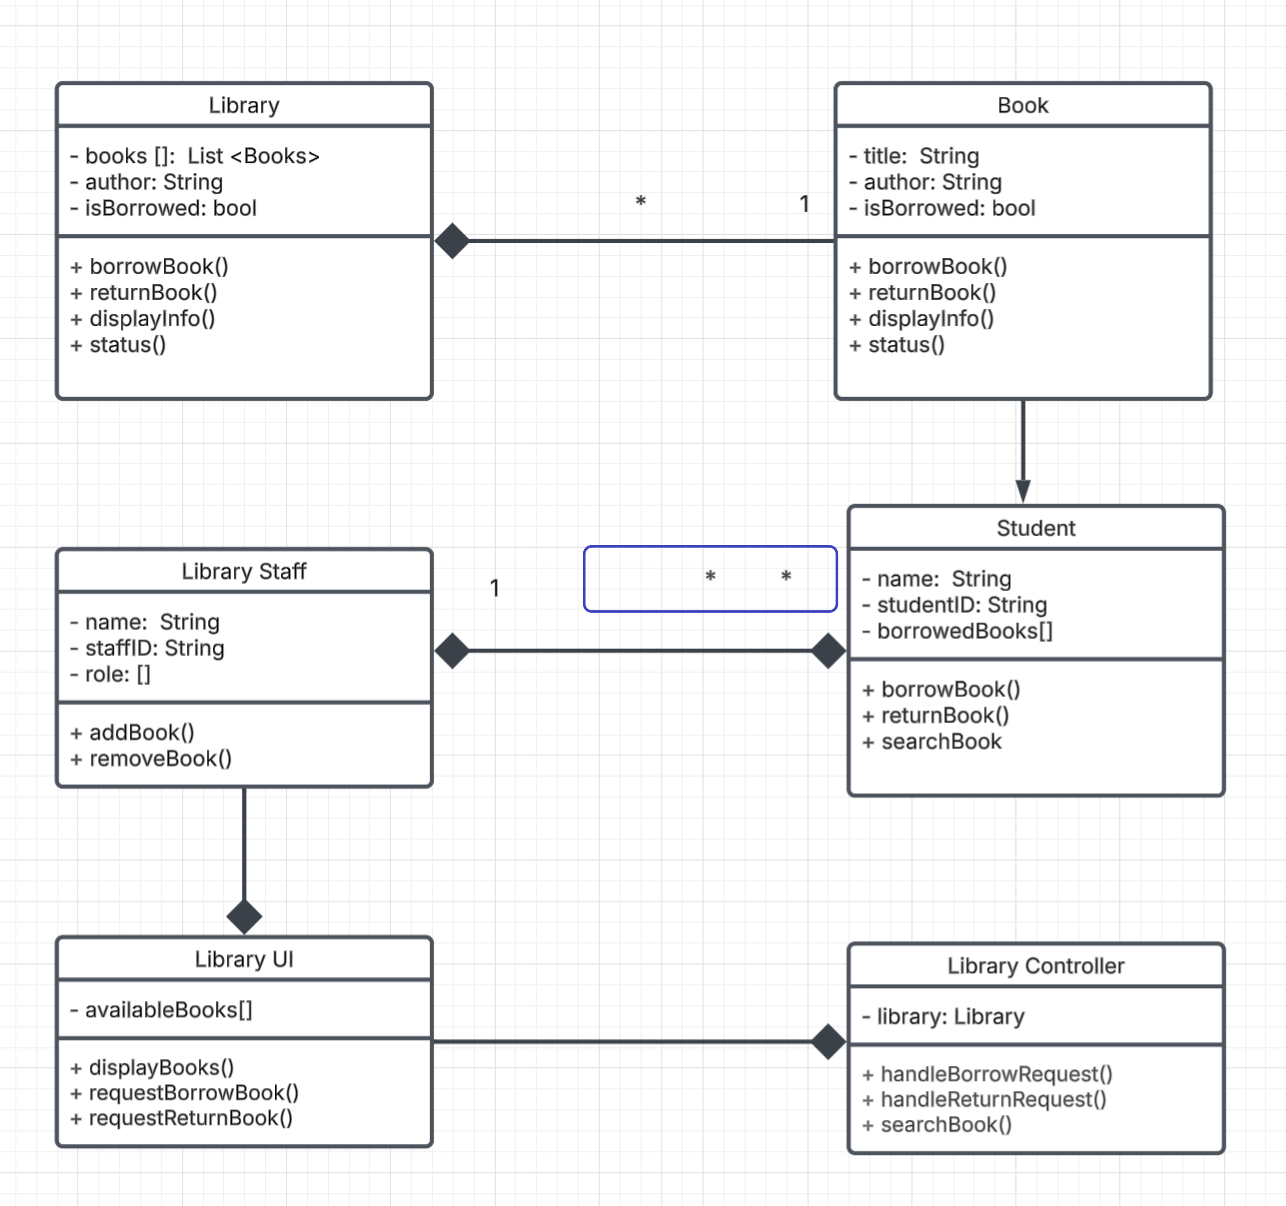 Library
- books []:  List <Books>
- author: String
- isBorrowed: bool
+ borrowBook()
+ returnBook()
+ displayInfo()
+ status()
* 1
Book
- title:  String
- author: String
- isBorrowed: bool
+ borrowBook()
+ returnBook()
+ displayInfo()
+ status()
Library Staff
- name:  String
- staffID: String
- role: []
+ addBook()
+ removeBook()
1 * *
Student
- name:  String
- studentID: String
- borrowedBooks[]
+ borrowBook()
+ returnBook()
+ searchBook
Library UI
- availableBooks[]
+ displayBooks()
+ requestBorrowBook()
+ requestReturnBook()
Library Controller
- library: Library
+ handleBorrowRequest()
+ handleReturnRequest()
+ searchBook()